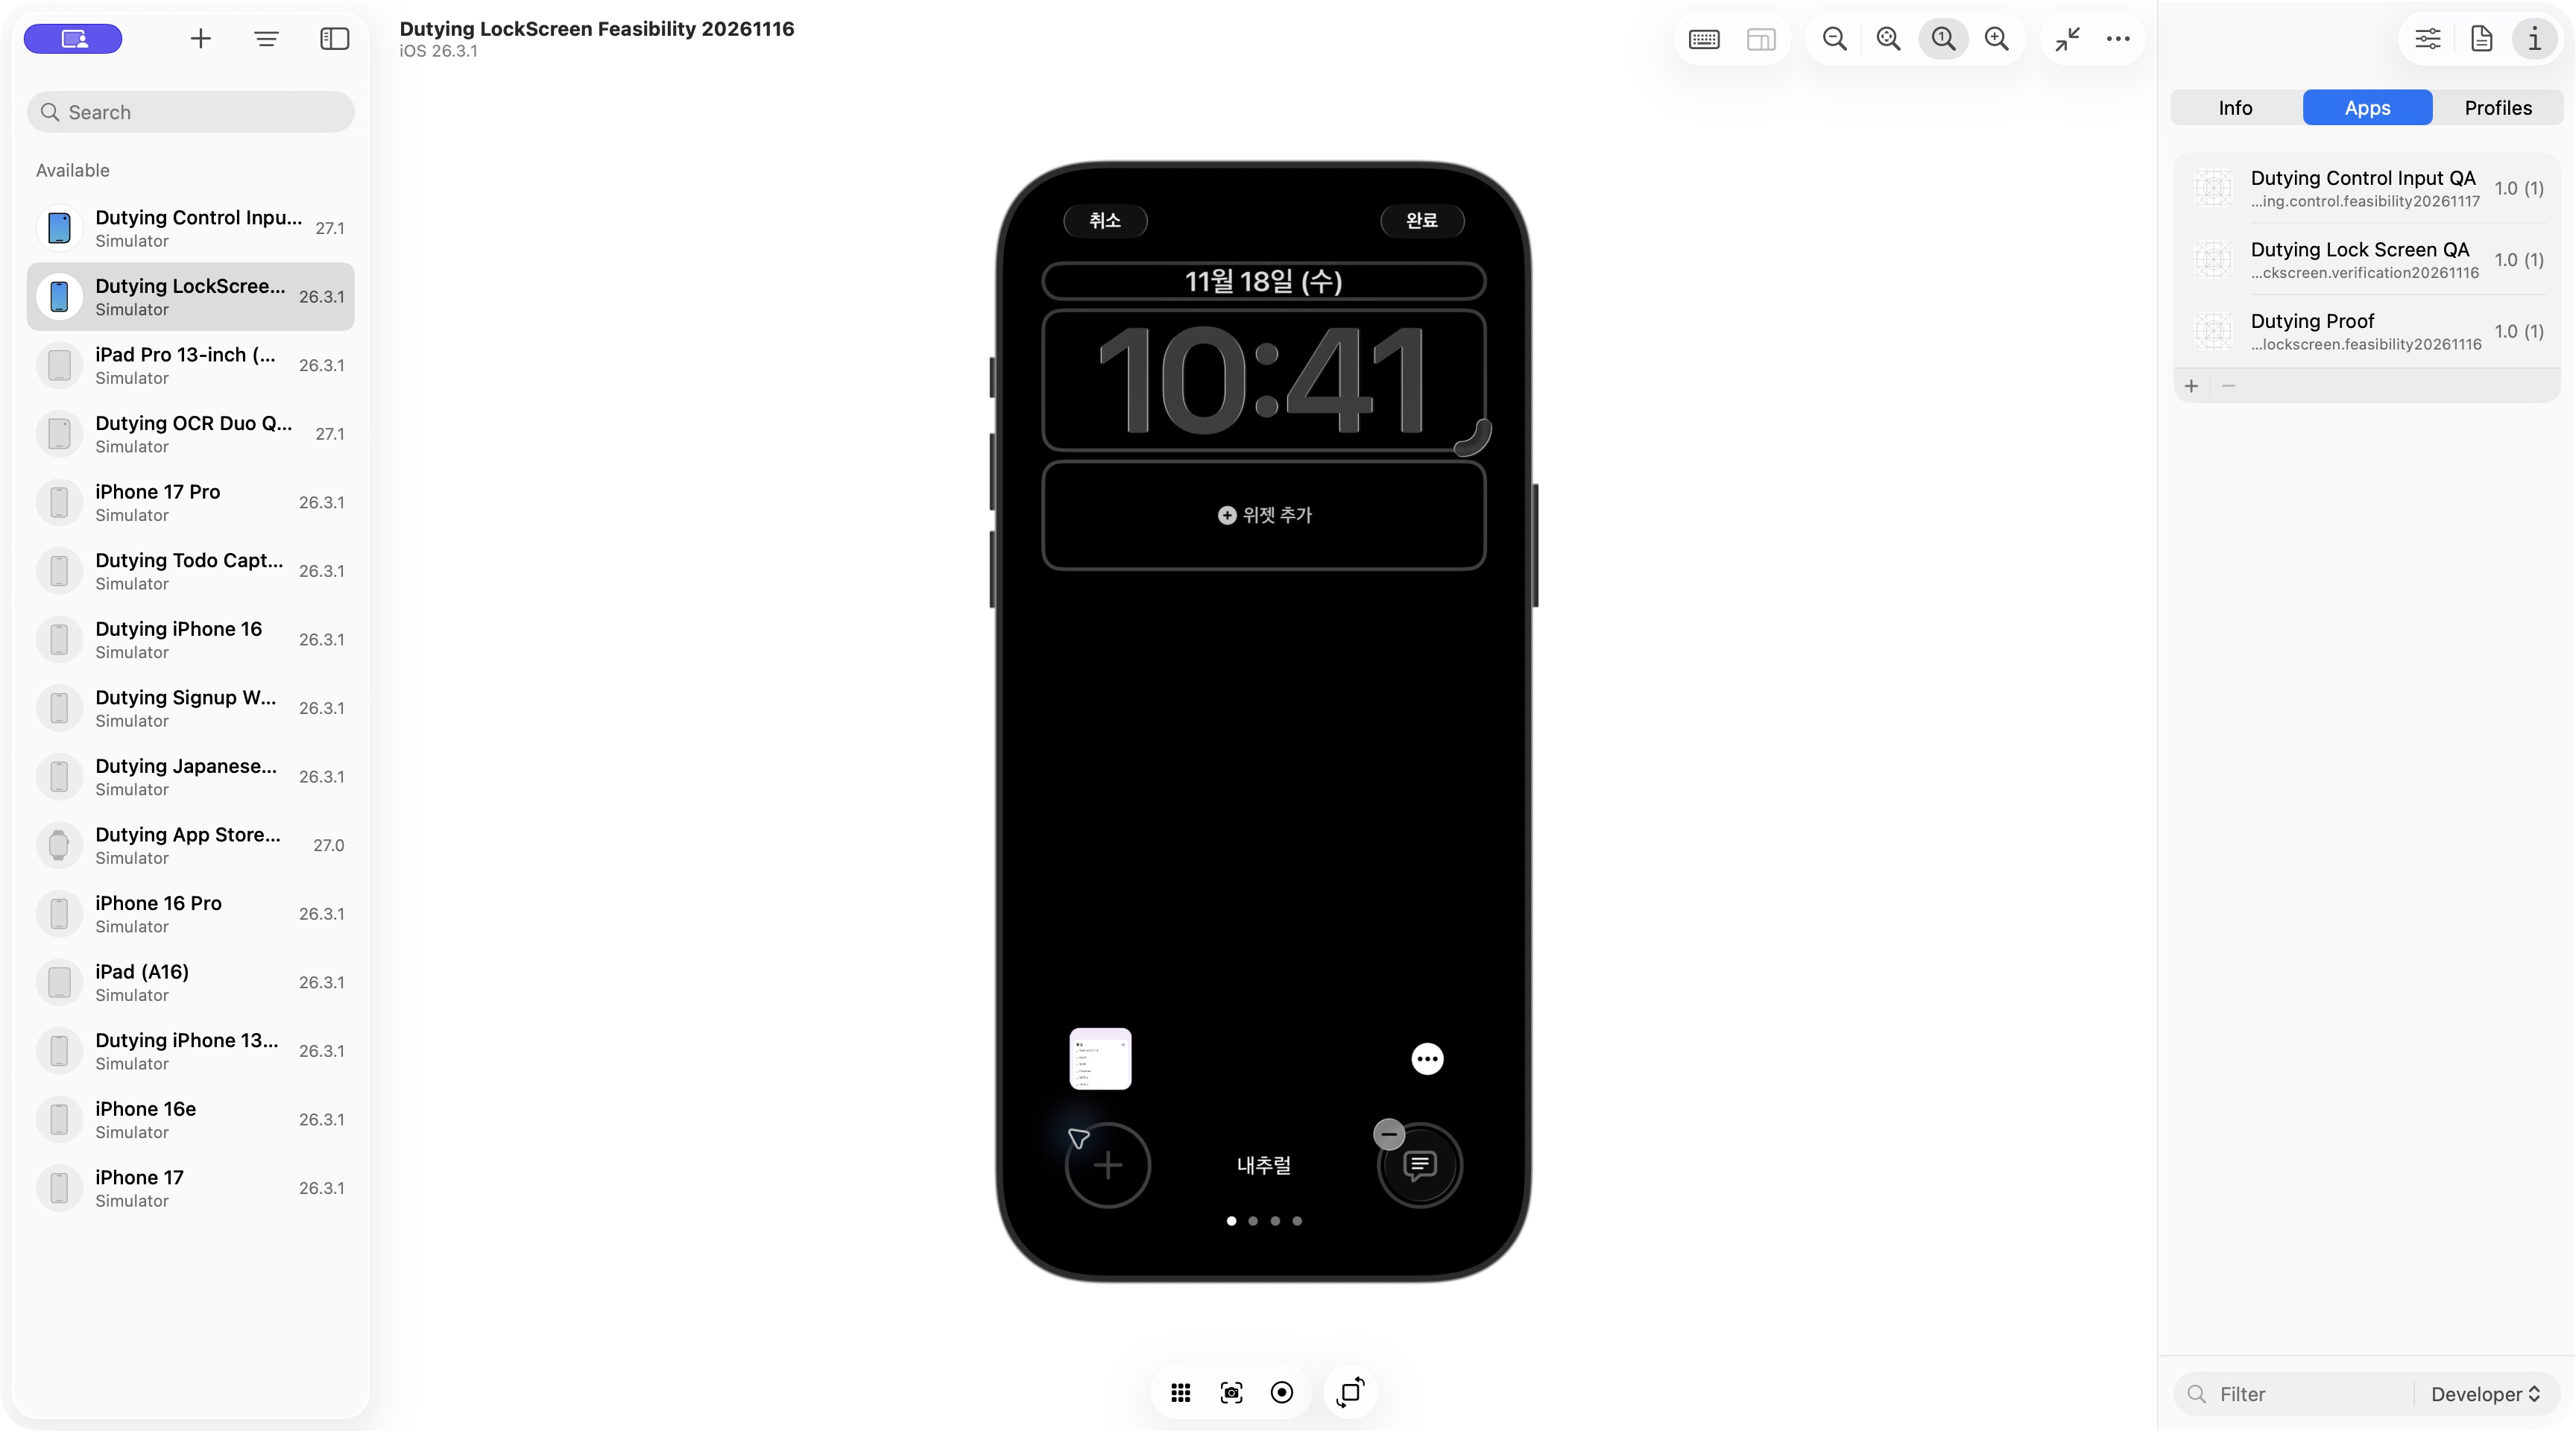 Search
Available
Dutying Control Inpu...
Simulator
27.1
Dutying LockScree...
Simulator
26.3.1
iPad Pro 13-inch (...
Simulator
26.3.1
Dutying OCR Duo Q...
Simulator
27.1
iPhone 17 Pro
Simulator
26.3.1
Dutying Todo Capt...
Simulator
26.3.1
Dutying iPhone 16
Simulator
26.3.1
Dutying Signup W...
Simulator
26.3.1
Dutying Japanese...
Simulator
26.3.1
Dutying App Store...
Simulator
27.0
iPhone 16 Pro
Simulator
26.3.1
iPad (A16)
Simulator
26.3.1
Dutying iPhone 13...
Simulator
26.3.1
iPhone 16e
Simulator
26.3.1
iPhone 17
Simulator
26.3.1
Dutying LockScreen Feasibility 20261116
iOS 26.3.1
취소
완료
11월 18일 (수)
10:41
위젯 추가
내추럴
Info
Apps
Profiles
Dutying Control Input QA
...ing.control.feasibility20261117
1.0 (1)
Dutying Lock Screen QA
...ckscreen.verification20261116
1.0 (1)
Dutying Proof
...lockscreen.feasibility20261116
1.0 (1)
Filter
Developer